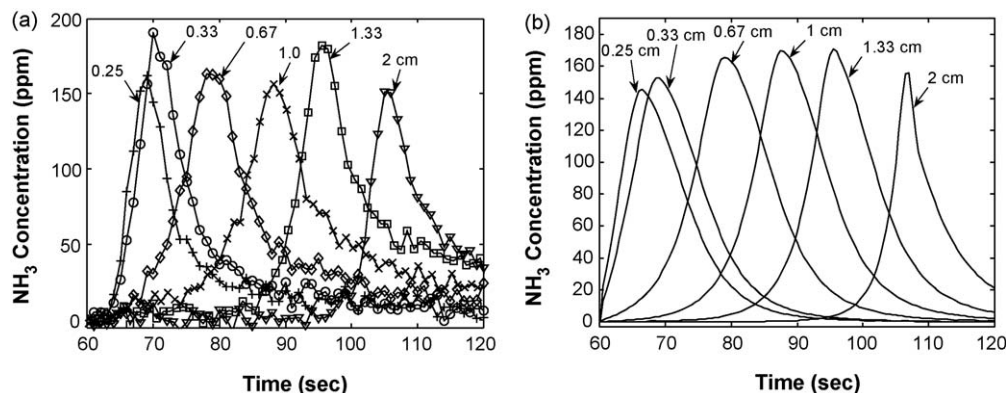 (a)
NH3 Concentration (ppm)
200
150
100
50
0
0.25
0.33
0.67
1.0
1.33
2 cm
60 70 80 90 100 110 120
Time (sec)
(b)
NH3 Concentration (ppm)
180
160
140
120
100
80
60
40
20
0
0.25 cm
0.33 cm
0.67 cm
1 cm
1.33 cm
2 cm
60 70 80 90 100 110 120
Time (sec)